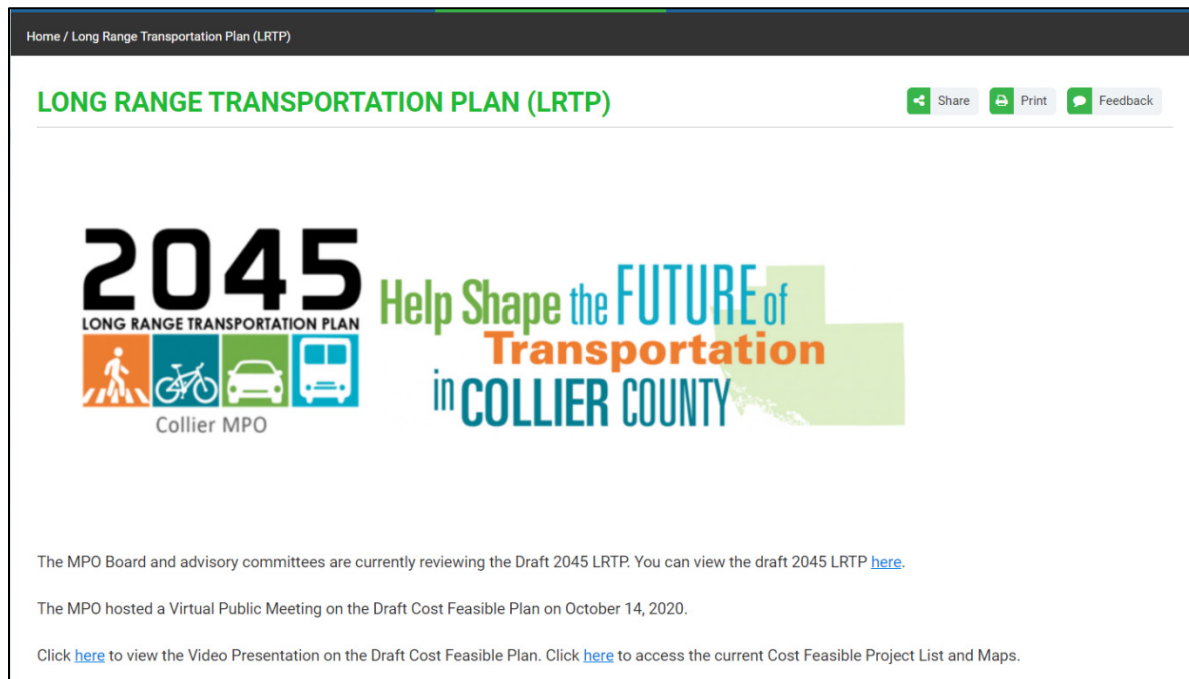 Home / Long Range Transportation Plan (LRTP)
LONG RANGE TRANSPORTATION PLAN (LRTP)
Share Print Feedback
2045
LONG RANGE TRANSPORTATION PLAN
Collier MPO
Help Shape the FUTURE of
Transportation
in COLLIER COUNTY
The MPO Board and advisory committees are currently reviewing the Draft 2045 LRTP. You can view the draft 2045 LRTP here.
The MPO hosted a Virtual Public Meeting on the Draft Cost Feasible Plan on October 14, 2020.
Click here to view the Video Presentation on the Draft Cost Feasible Plan. Click here to access the current Cost Feasible Project List and Maps.